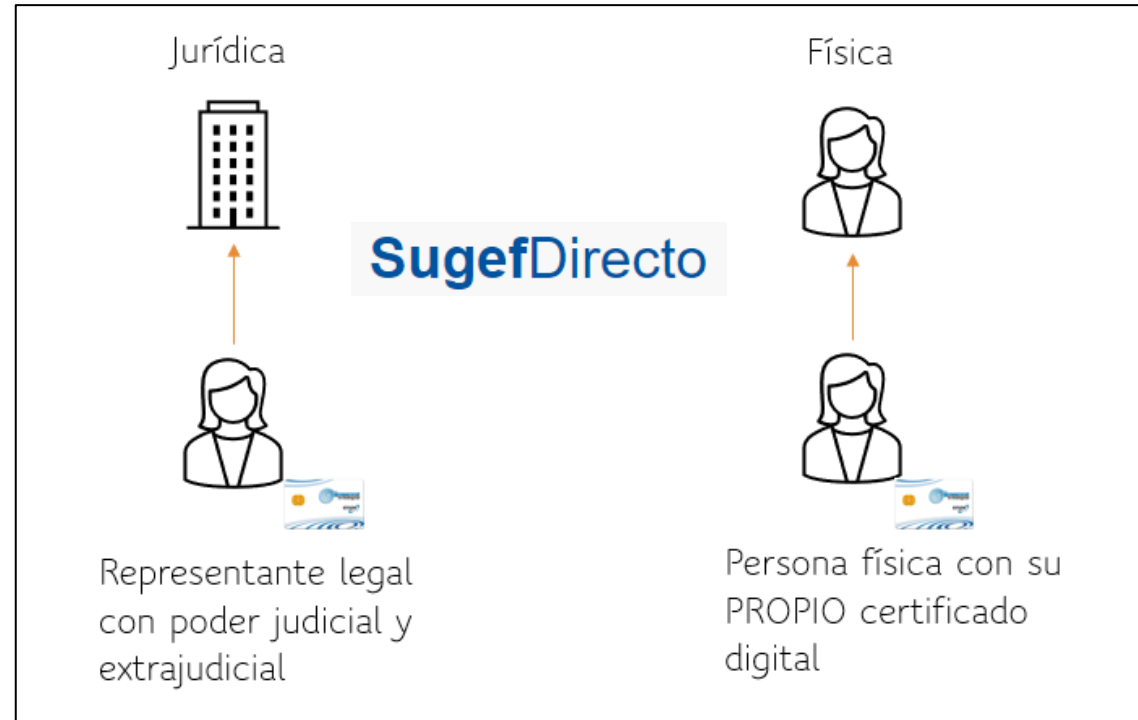 Jurídica
Física
SugefDirecto
Representante legal
con poder judicial y
extrajudicial
Persona física con su
PROPIO certificado
digital